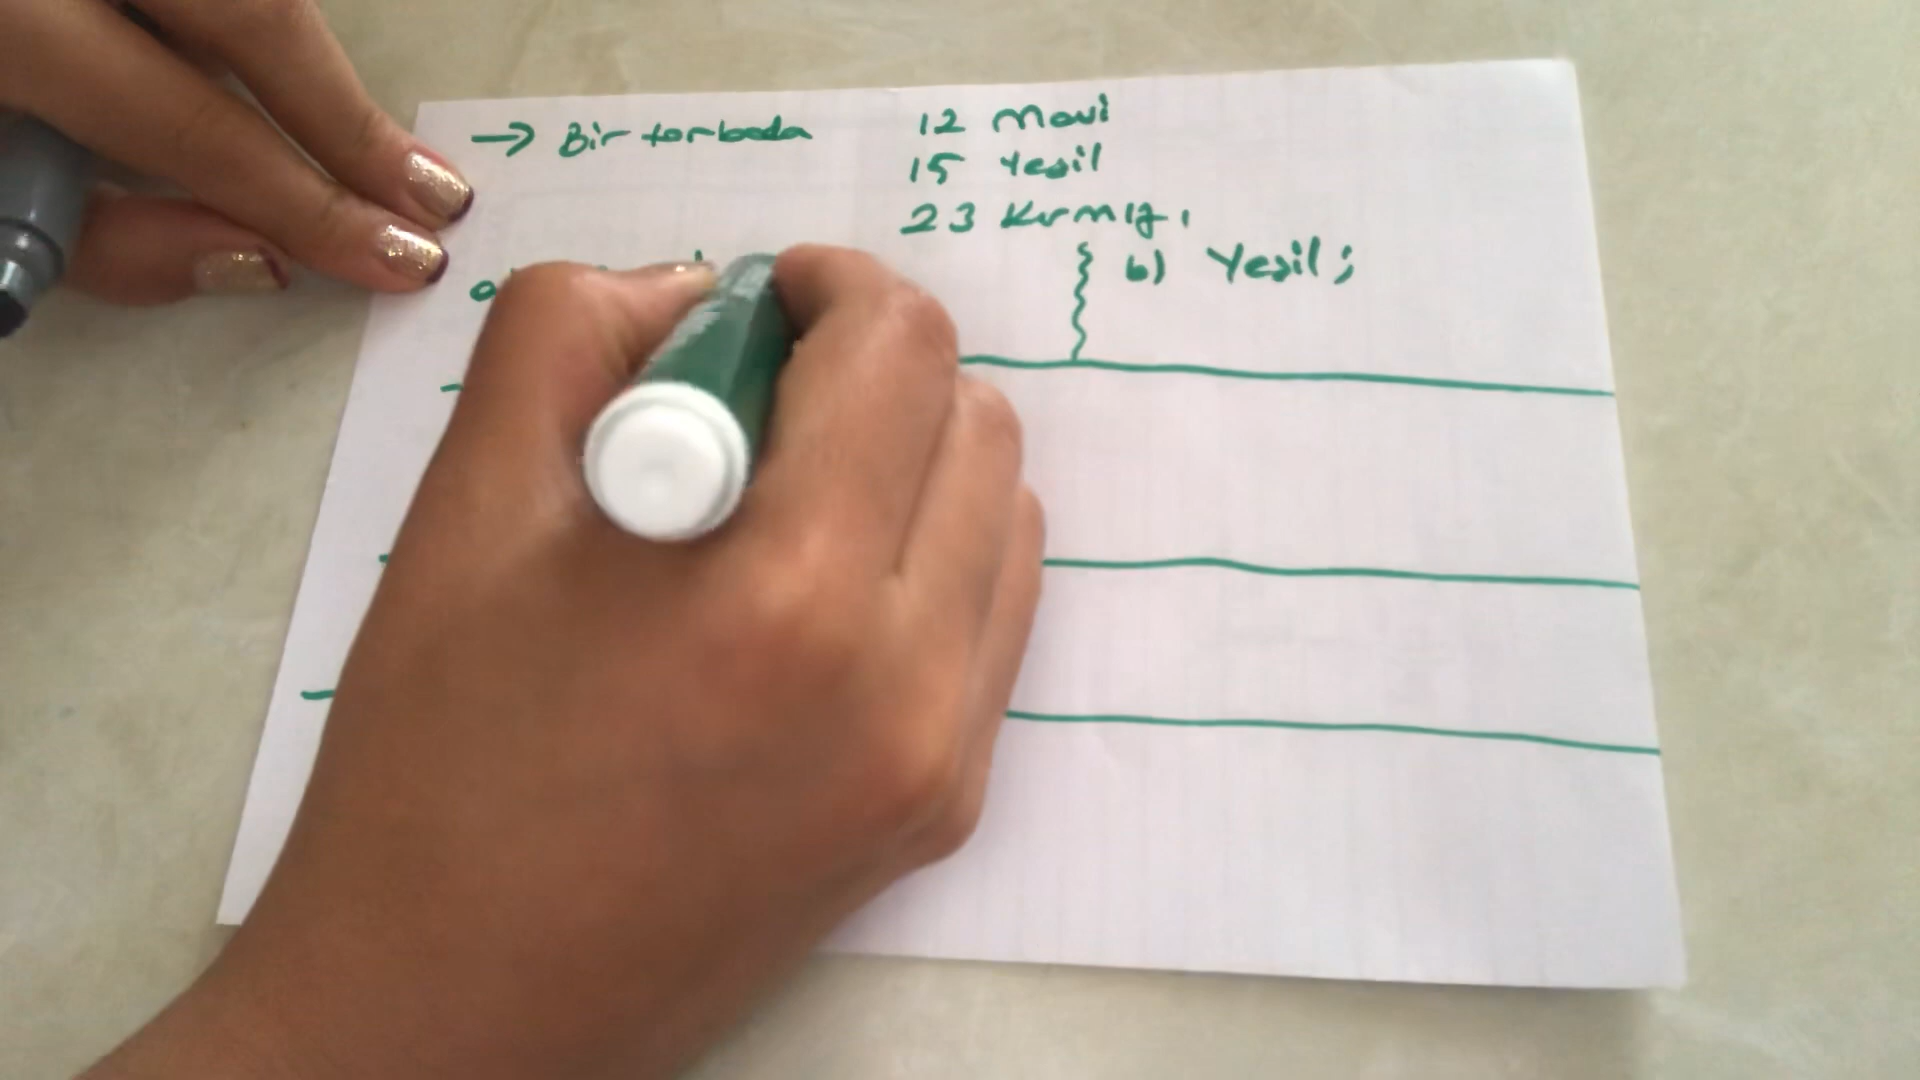 → Bir torbada 12 Mavi
15 Yeşil
23 Kırmızı
b) Yeşil;